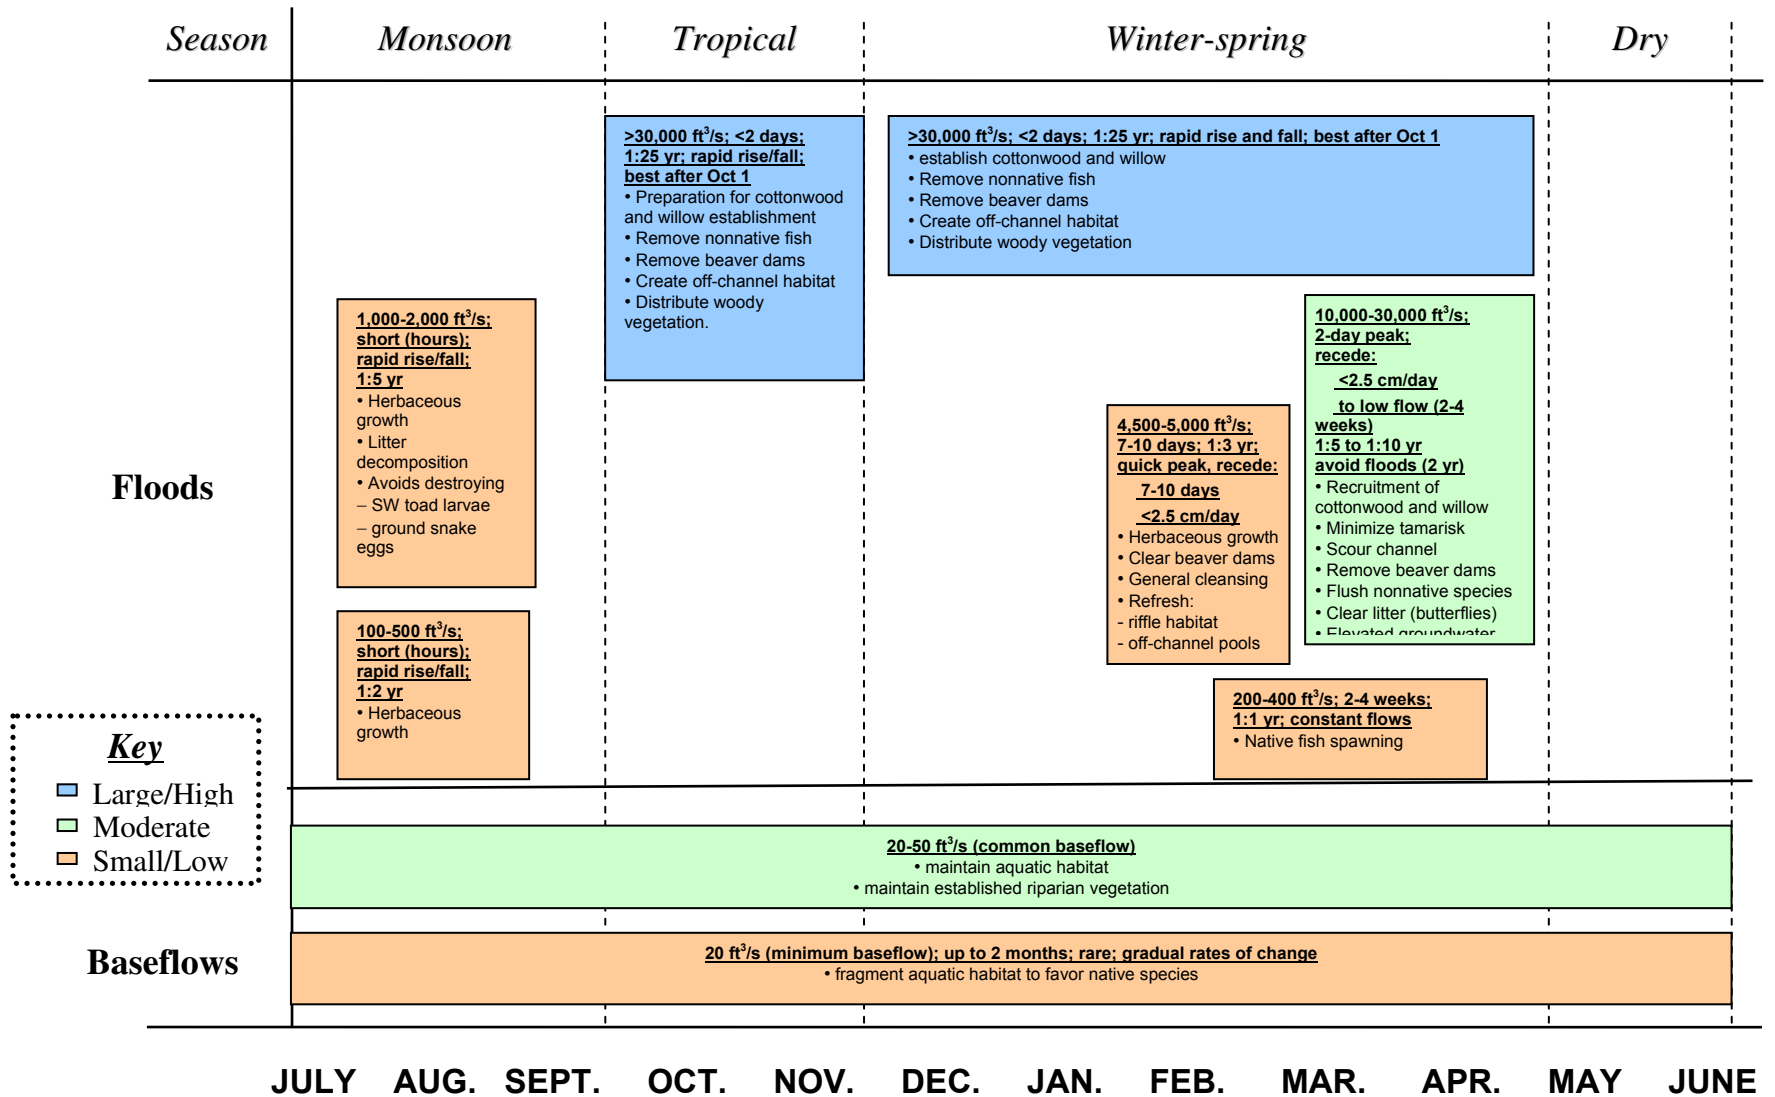 Season Monsoon Tropical Winter-spring Dry
Floods
>30,000 ft³/s; <2 days;
1:25 yr; rapid rise/fall;
best after Oct 1
• Preparation for cottonwood
and willow establishment
• Remove nonnative fish
• Remove beaver dams
• Create off-channel habitat
• Distribute woody
vegetation.
>30,000 ft³/s; <2 days; 1:25 yr; rapid rise and fall; best after Oct 1
• establish cottonwood and willow
• Remove nonnative fish
• Remove beaver dams
• Create off-channel habitat
• Distribute woody vegetation
1,000-2,000 ft³/s;
short (hours);
rapid rise/fall;
1:5 yr
• Herbaceous
growth
• Litter
decomposition
• Avoids destroying
– SW toad larvae
– ground snake
eggs
4,500-5,000 ft³/s;
7-10 days; 1:3 yr;
quick peak, recede:
7-10 days
<2.5 cm/day
• Herbaceous growth
• Clear beaver dams
• General cleansing
• Refresh:
- riffle habitat
- off-channel pools
10,000-30,000 ft³/s;
2-day peak;
recede:
<2.5 cm/day
to low flow (2-4
weeks)
1:5 to 1:10 yr
avoid floods (2 yr)
• Recruitment of
cottonwood and willow
• Minimize tamarisk
• Scour channel
• Remove beaver dams
• Flush nonnative species
• Clear litter (butterflies)
• Elevated groundwater
100-500 ft³/s;
short (hours);
rapid rise/fall;
1:2 yr
• Herbaceous
growth
200-400 ft³/s; 2-4 weeks;
1:1 yr; constant flows
• Native fish spawning
Key
Large/High
Moderate
Small/Low
20-50 ft³/s (common baseflow)
• maintain aquatic habitat
• maintain established riparian vegetation
Baseflows
20 ft³/s (minimum baseflow); up to 2 months; rare; gradual rates of change
• fragment aquatic habitat to favor native species
JULY AUG. SEPT. OCT. NOV. DEC. JAN. FEB. MAR. APR. MAY JUNE